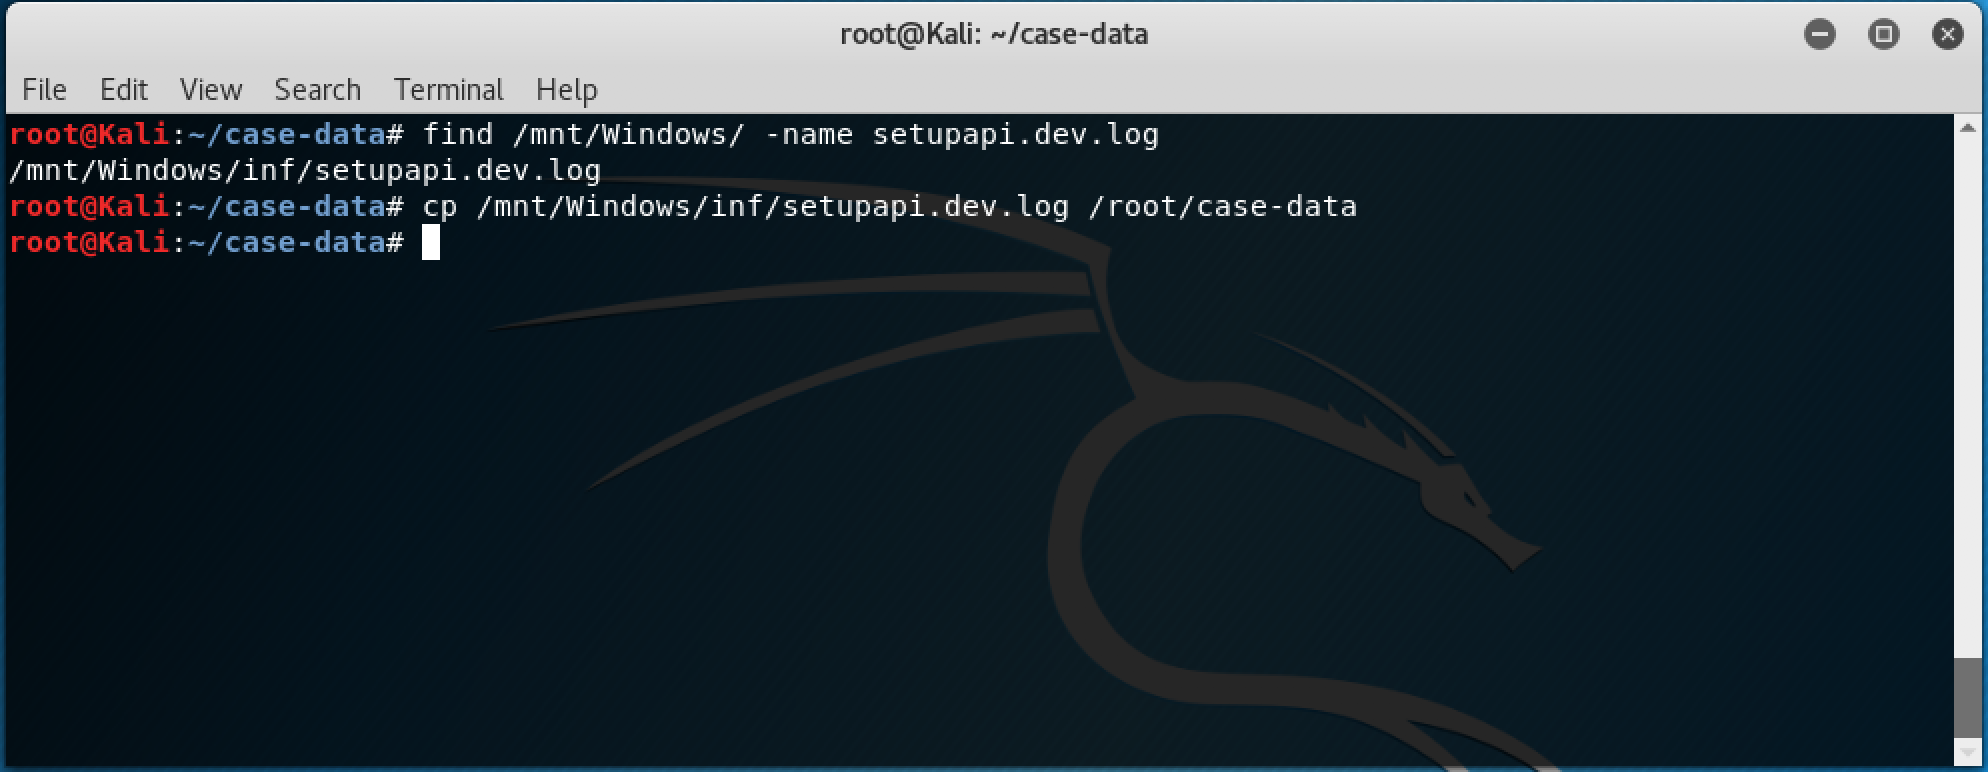 root@Kali: ~/case-data
File Edit View Search Terminal Help
root@Kali:~/case-data# find /mnt/Windows/ -name setupapi.dev.log
/mnt/Windows/inf/setupapi.dev.log
root@Kali:~/case-data# cp /mnt/Windows/inf/setupapi.dev.log /root/case-data
root@Kali:~/case-data#